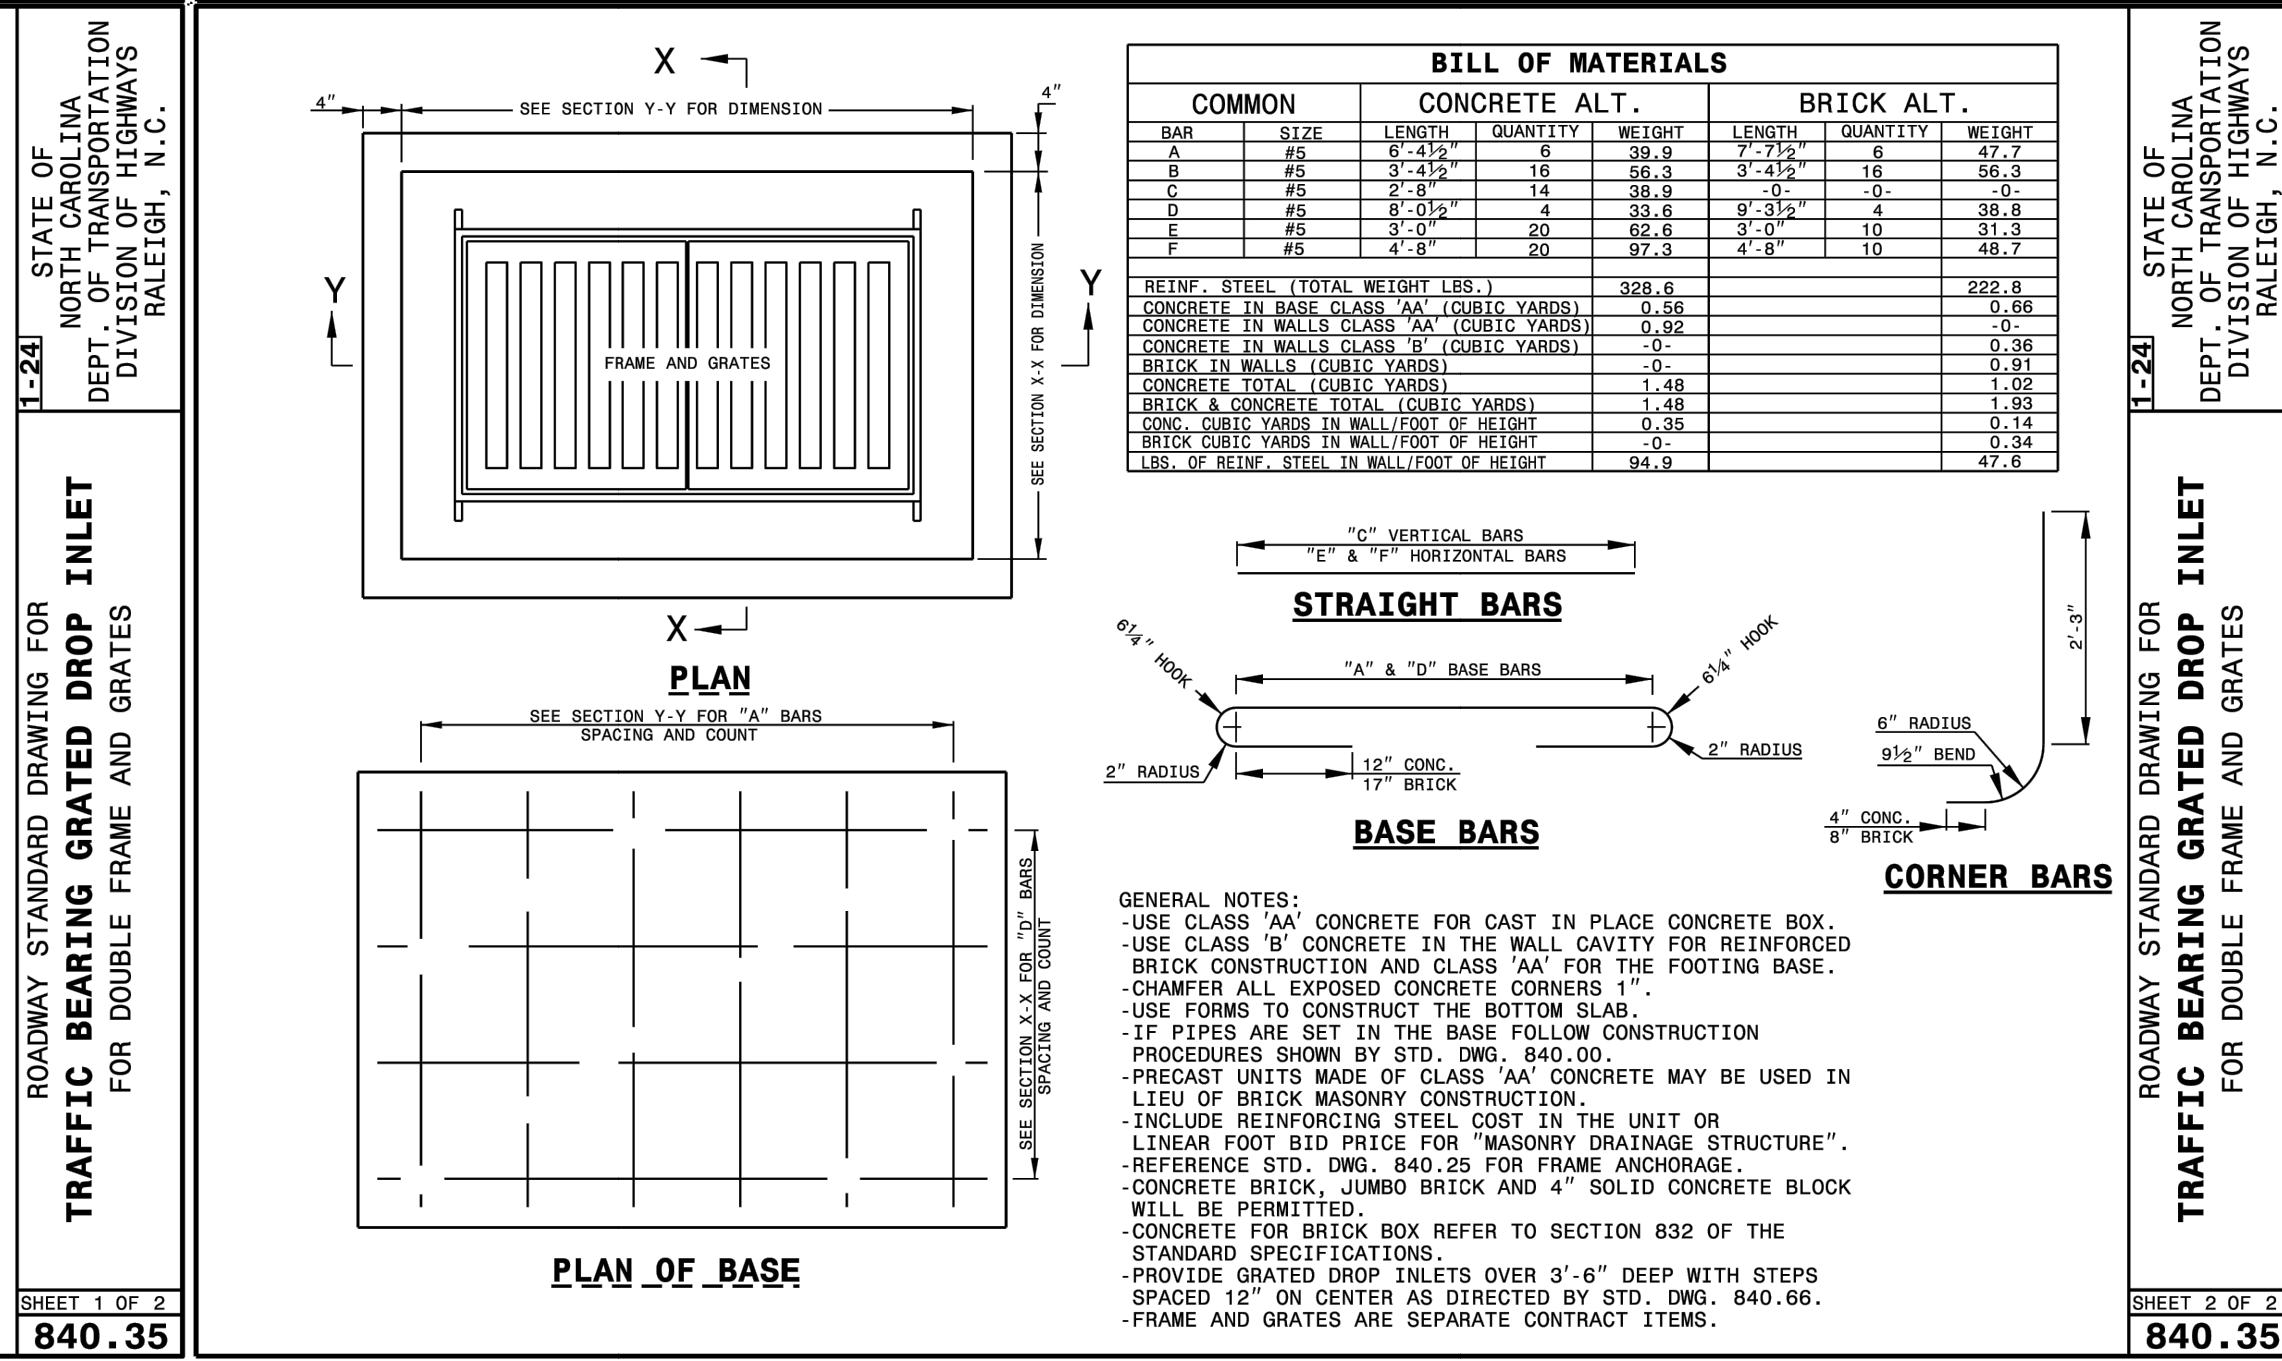 STATE OF
NORTH CAROLINA
DEPT. OF TRANSPORTATION
DIVISION OF HIGHWAYS
RALEIGH, N.C.
1-24
ROADWAY STANDARD DRAWING FOR
TRAFFIC BEARING GRATED DROP INLET
FOR DOUBLE FRAME AND GRATES
SHEET 1 OF 2
840.35
X
4"
SEE SECTION Y-Y FOR DIMENSION
4"
Y
Y
SEE SECTION X-X FOR DIMENSION
FRAME AND GRATES
X
PLAN
SEE SECTION Y-Y FOR "A" BARS
SPACING AND COUNT
SEE SECTION X-X FOR "D" BARS
SPACING AND COUNT
PLAN OF BASE
BILL OF MATERIALS
COMMON CONCRETE ALT. BRICK ALT.
BAR SIZE LENGTH QUANTITY WEIGHT LENGTH QUANTITY WEIGHT
A #5 6'-4½" 6 39.9 7'-7½" 6 47.7
B #5 3'-4½" 16 56.3 3'-4½" 16 56.3
C #5 2'-8" 14 38.9 -0- -0- -0-
D #5 8'-0½" 4 33.6 9'-3½" 4 38.8
E #5 3'-0" 20 62.6 3'-0" 10 31.3
F #5 4'-8" 20 97.3 4'-8" 10 48.7
REINF. STEEL (TOTAL WEIGHT LBS.) 328.6 222.8
CONCRETE IN BASE CLASS 'AA' (CUBIC YARDS) 0.56 0.66
CONCRETE IN WALLS CLASS 'AA' (CUBIC YARDS) 0.92 -0-
CONCRETE IN WALLS CLASS 'B' (CUBIC YARDS) -0- 0.36
BRICK IN WALLS (CUBIC YARDS) -0- 0.91
CONCRETE TOTAL (CUBIC YARDS) 1.48 1.02
BRICK & CONCRETE TOTAL (CUBIC YARDS) 1.48 1.93
CONC. CUBIC YARDS IN WALL/FOOT OF HEIGHT 0.35 0.14
BRICK CUBIC YARDS IN WALL/FOOT OF HEIGHT -0- 0.34
LBS. OF REINF. STEEL IN WALL/FOOT OF HEIGHT 94.9 47.6
"C" VERTICAL BARS
"E" & "F" HORIZONTAL BARS
STRAIGHT BARS
6¼" HOOK
"A" & "D" BASE BARS
6¼" HOOK
2" RADIUS
12" CONC.
17" BRICK
2" RADIUS
BASE BARS
2'-3"
6" RADIUS
9½" BEND
4" CONC.
8" BRICK
CORNER BARS
GENERAL NOTES:
-USE CLASS 'AA' CONCRETE FOR CAST IN PLACE CONCRETE BOX.
-USE CLASS 'B' CONCRETE IN THE WALL CAVITY FOR REINFORCED
BRICK CONSTRUCTION AND CLASS 'AA' FOR THE FOOTING BASE.
-CHAMFER ALL EXPOSED CONCRETE CORNERS 1".
-USE FORMS TO CONSTRUCT THE BOTTOM SLAB.
-IF PIPES ARE SET IN THE BASE FOLLOW CONSTRUCTION
PROCEDURES SHOWN BY STD. DWG. 840.00.
-PRECAST UNITS MADE OF CLASS 'AA' CONCRETE MAY BE USED IN
LIEU OF BRICK MASONRY CONSTRUCTION.
-INCLUDE REINFORCING STEEL COST IN THE UNIT OR
LINEAR FOOT BID PRICE FOR "MASONRY DRAINAGE STRUCTURE".
-REFERENCE STD. DWG. 840.25 FOR FRAME ANCHORAGE.
-CONCRETE BRICK, JUMBO BRICK AND 4" SOLID CONCRETE BLOCK
WILL BE PERMITTED.
-CONCRETE FOR BRICK BOX REFER TO SECTION 832 OF THE
STANDARD SPECIFICATIONS.
-PROVIDE GRATED DROP INLETS OVER 3'-6" DEEP WITH STEPS
SPACED 12" ON CENTER AS DIRECTED BY STD. DWG. 840.66.
-FRAME AND GRATES ARE SEPARATE CONTRACT ITEMS.
STATE OF
NORTH CAROLINA
DEPT. OF TRANSPORTATION
DIVISION OF HIGHWAYS
RALEIGH, N.C.
1-24
ROADWAY STANDARD DRAWING FOR
TRAFFIC BEARING GRATED DROP INLET
FOR DOUBLE FRAME AND GRATES
SHEET 2 OF 2
840.35